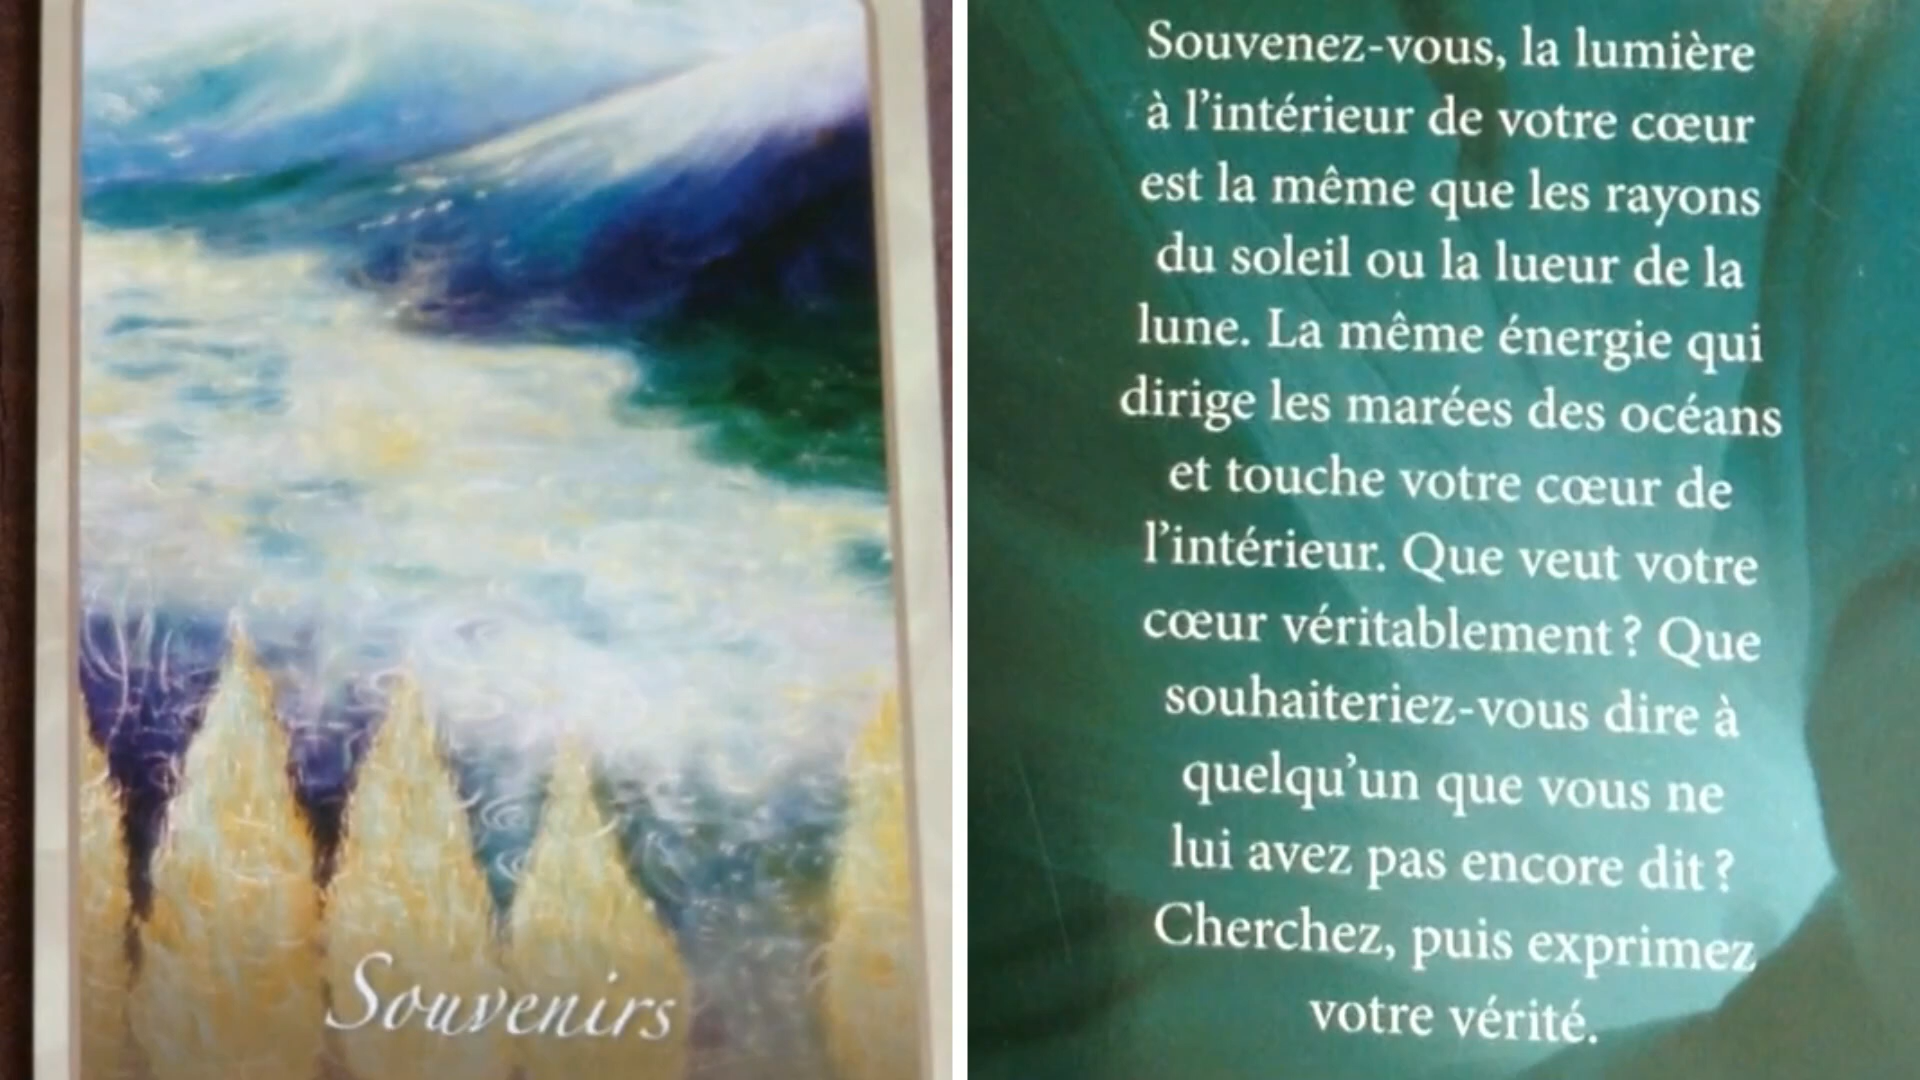 Souvenirs
Souvenez-vous, la lumière
à l'intérieur de votre cœur
est la même que les rayons
du soleil ou la lueur de la
lune. La même énergie qui
dirige les marées des océans
et touche votre cœur de
l'intérieur. Que veut votre
cœur véritablement ? Que
souhaiteriez-vous dire à
quelqu'un que vous ne
lui avez pas encore dit ?
Cherchez, puis exprimez
votre vérité.